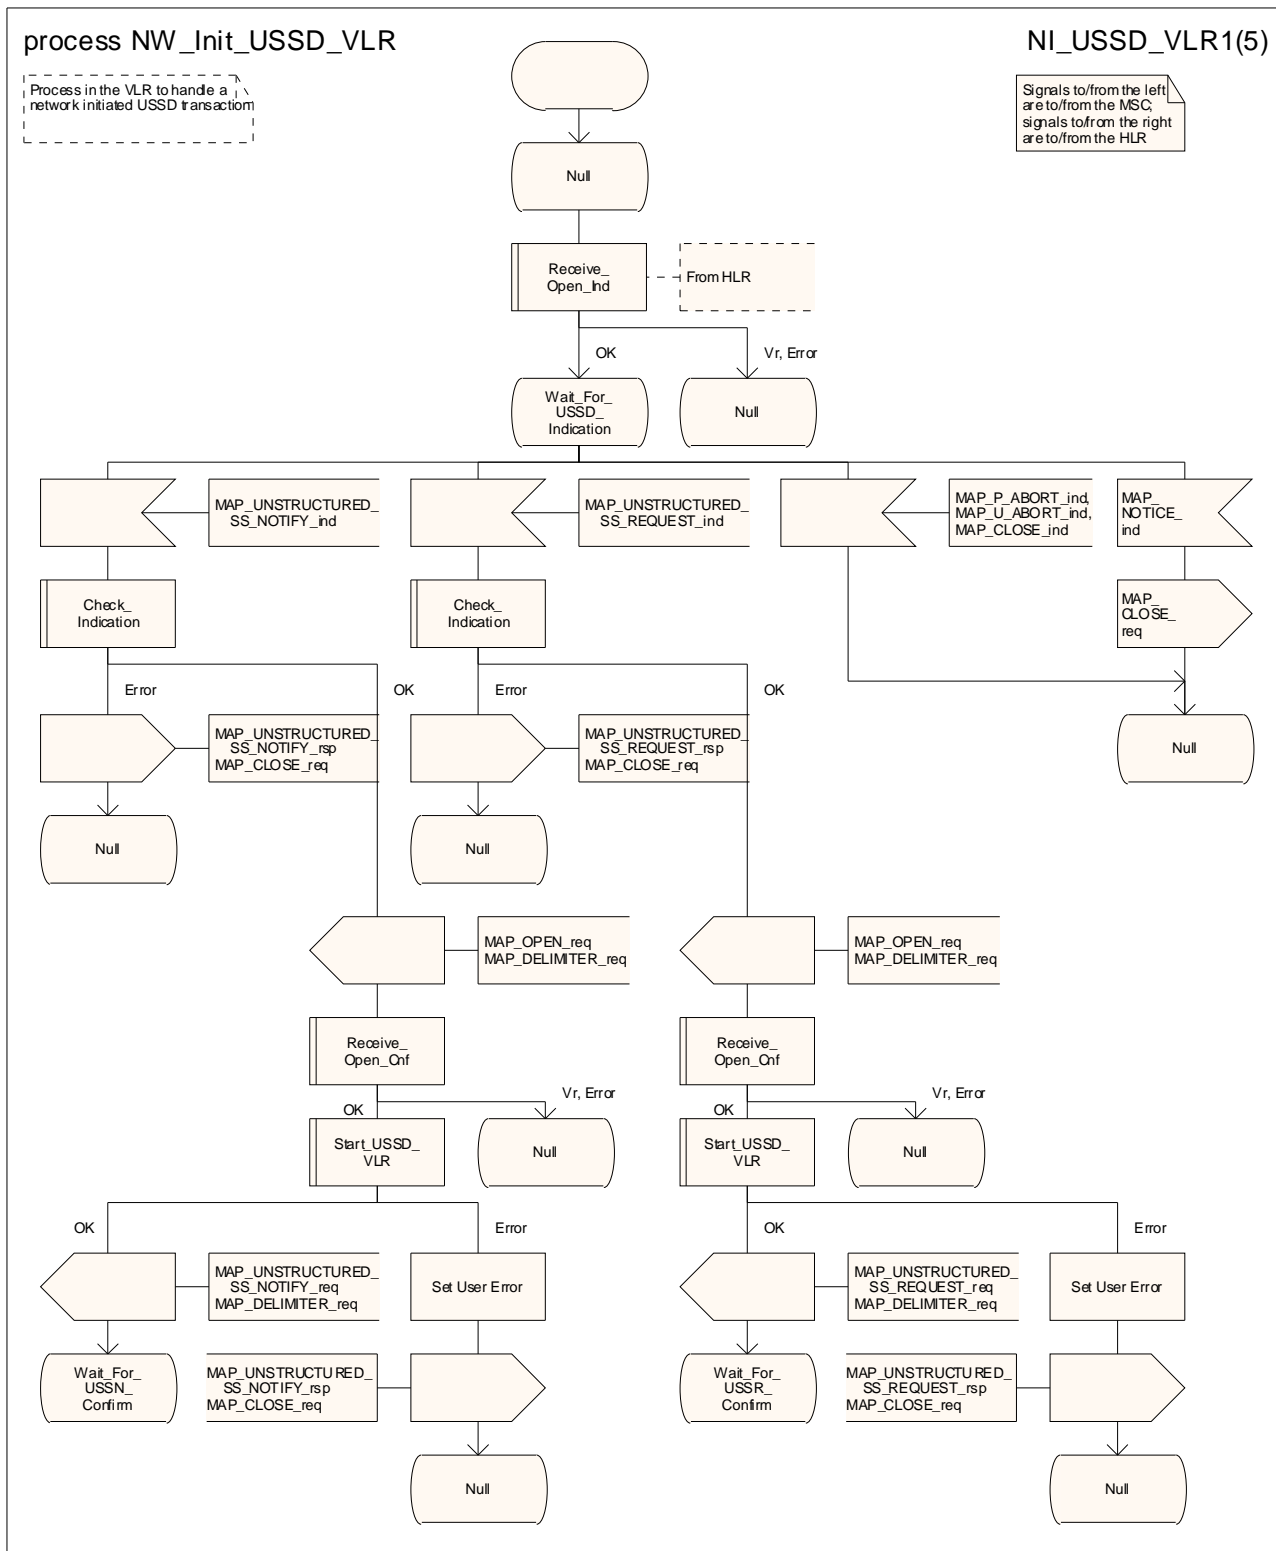 process NW_Init_USSD_VLR
NI_USSD_VLR1(5)
Process in the VLR to handle a
network initiated USSD transaction
Signals to/from the left
are to/from the MSC;
signals to/from the right
are to/from the HLR
Null
Receive_
Open_Ind
From HLR
OK
Vr, Error
Wait_For_
USSD_
Indication
Null
MAP_UNSTRUCTURED_
SS_NOTIFY_ind
MAP_UNSTRUCTURED_
SS_REQUEST_ind
MAP_P_ABORT_ind,
MAP_U_ABORT_ind,
MAP_CLOSE_ind
MAP_
NOTICE_
ind
Check_
Indication
Check_
Indication
MAP_
CLOSE_
req
Error
OK
Error
OK
MAP_UNSTRUCTURED_
SS_NOTIFY_rsp
MAP_CLOSE_req
MAP_UNSTRUCTURED_
SS_REQUEST_rsp
MAP_CLOSE_req
Null
Null
Null
MAP_OPEN_req
MAP_DELIMITER_req
MAP_OPEN_req
MAP_DELIMITER_req
Receive_
Open_Cnf
Receive_
Open_Cnf
OK
Vr, Error
OK
Vr, Error
Start_USSD_
VLR
Null
Start_USSD_
VLR
Null
OK
Error
OK
Error
MAP_UNSTRUCTURED_
SS_NOTIFY_req
MAP_DELIMITER_req
Set User Error
MAP_UNSTRUCTURED_
SS_REQUEST_req
MAP_DELIMITER_req
Set User Error
Wait_For_
USSN_
Confirm
MAP_UNSTRUCTURED_
SS_NOTIFY_rsp
MAP_CLOSE_req
Wait_For_
USSR_
Confirm
MAP_UNSTRUCTURED_
SS_REQUEST_rsp
MAP_CLOSE_req
Null
Null